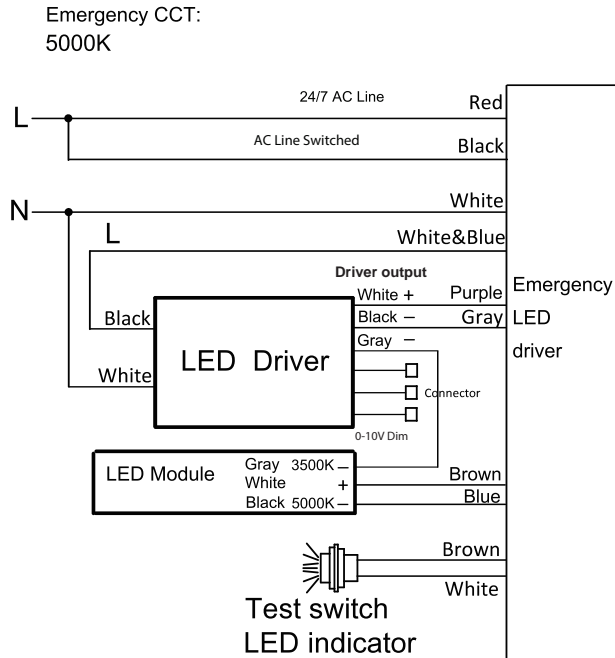 Emergency CCT:
5000K
24/7 AC Line
Red
L
AC Line Switched
Black
N
White
L
White&Blue
Driver output
White +
Purple
Emergency
Black −
Gray
LED
Black
Gray −
driver
LED Driver
White
Connector
0-10V Dim
LED Module
Gray 3500K −
White +
Black 5000K −
Brown
Blue
Brown
White
Test switch
LED indicator